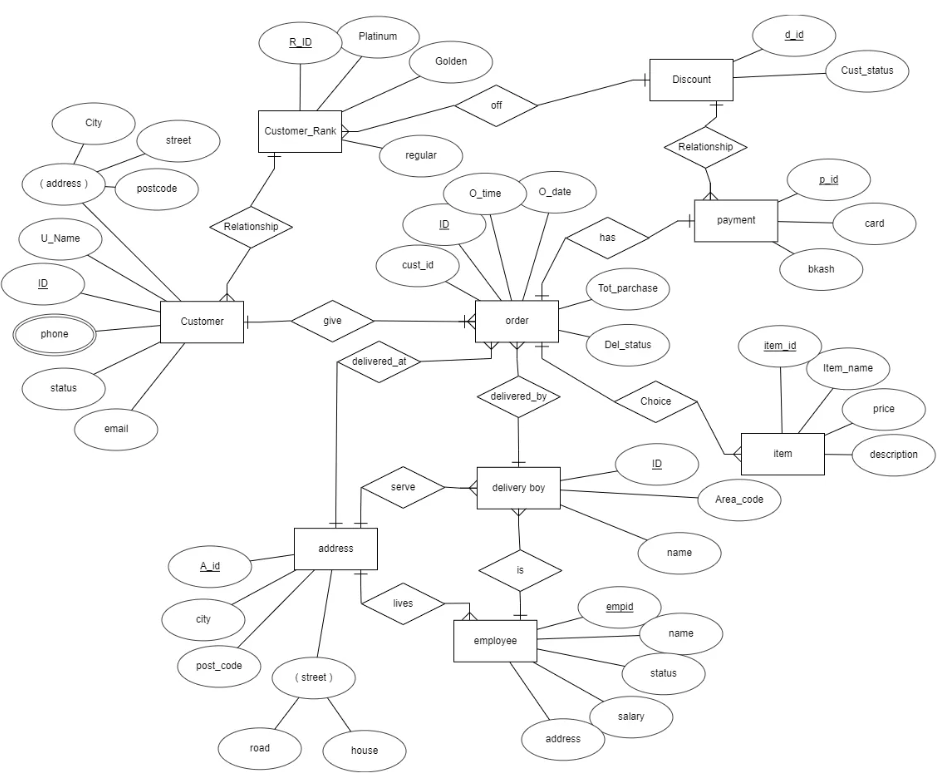 d_id
Platinum
R_ID
Golden
Cust_status
Discount
off
City
Customer_Rank
street
Relationship
regular
( address )
postcode
p_id
O_time
O_date
payment
card
ID
Relationship
U_Name
has
cust_id
bkash
ID
Tot_parchase
Customer
give
order
phone
Del_status
item_id
delivered_at
Item_name
status
delivered_by
Choice
price
email
item
description
ID
serve
delivery boy
Area_code
address
name
A_id
is
lives
empid
city
employee
name
post_code
status
( street )
salary
address
road
house